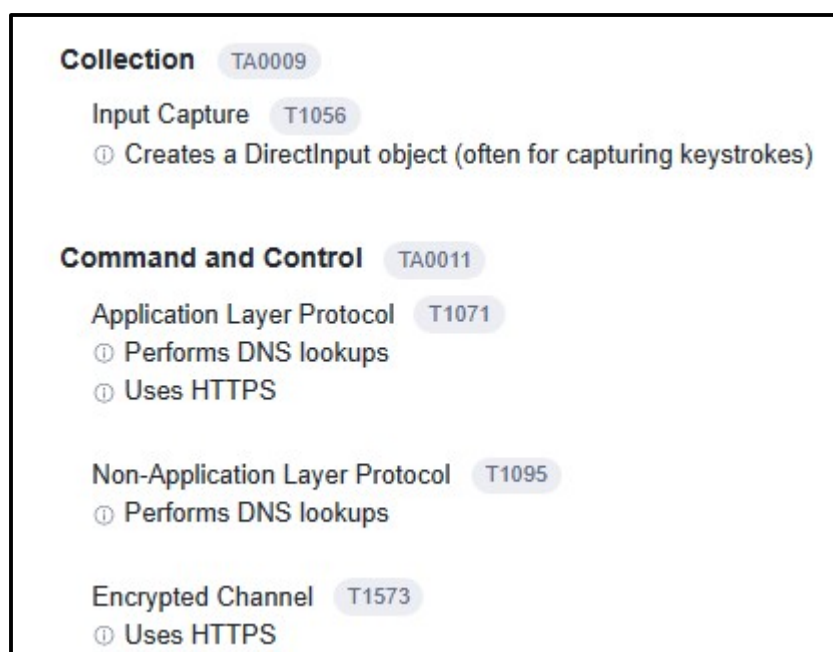 Collection TA0009
Input Capture T1056
Creates a DirectInput object (often for capturing keystrokes)
Command and Control TA0011
Application Layer Protocol T1071
Performs DNS lookups
Uses HTTPS
Non-Application Layer Protocol T1095
Performs DNS lookups
Encrypted Channel T1573
Uses HTTPS